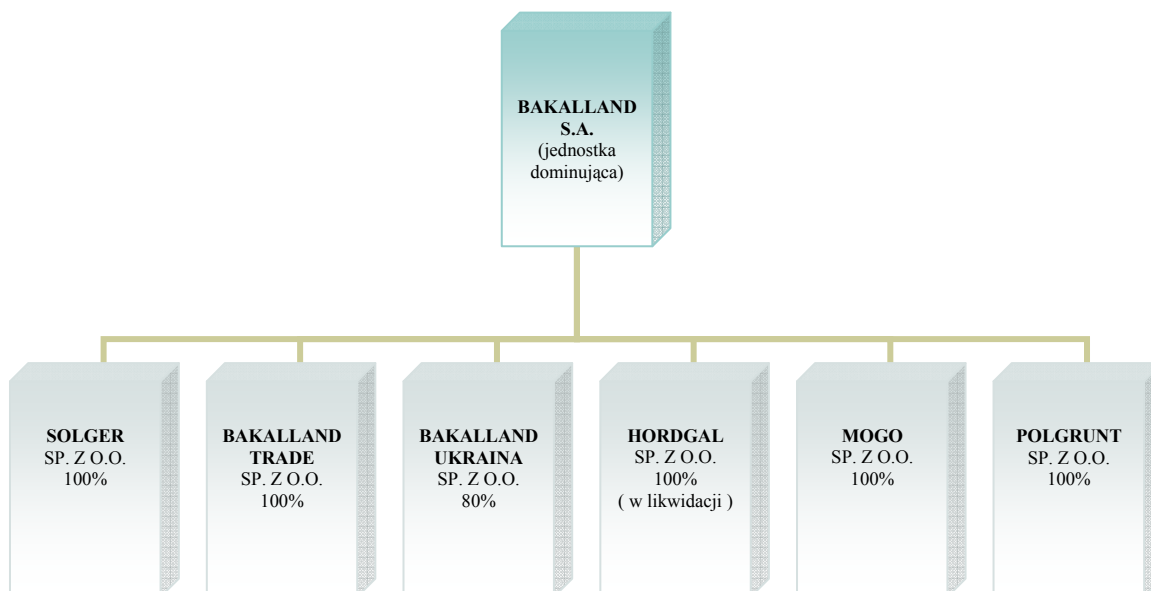 BAKALLAND
S.A.
(jednostka
dominująca)
SOLGER
SP. Z O.O.
100%
BAKALLAND
TRADE
SP. Z O.O.
100%
BAKALLAND
UKRAINA
SP. Z O.O.
80%
HORDGAL
SP. Z O.O.
100%
( w likwidacji )
MOGO
SP. Z O.O.
100%
POLGRUNT
SP. Z O.O.
100%